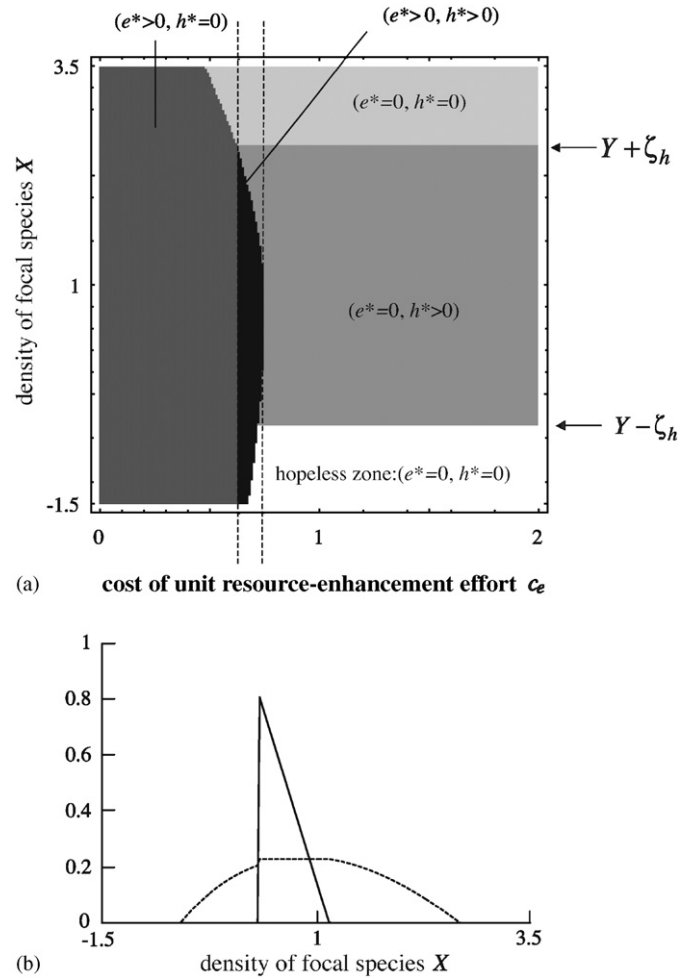 (e*>0, h*=0)
(e*>0, h*>0)
3.5
(e*=0, h*=0)
Y + ζh
density of focal species X
1
(e*=0, h*>0)
Y − ζh
hopeless zone:(e*=0, h*=0)
-1.5
0
1
2
(a)
cost of unit resource-enhancement effort ce
1
0.8
0.6
0.4
0.2
0
-1.5
1
3.5
(b)
density of focal species X